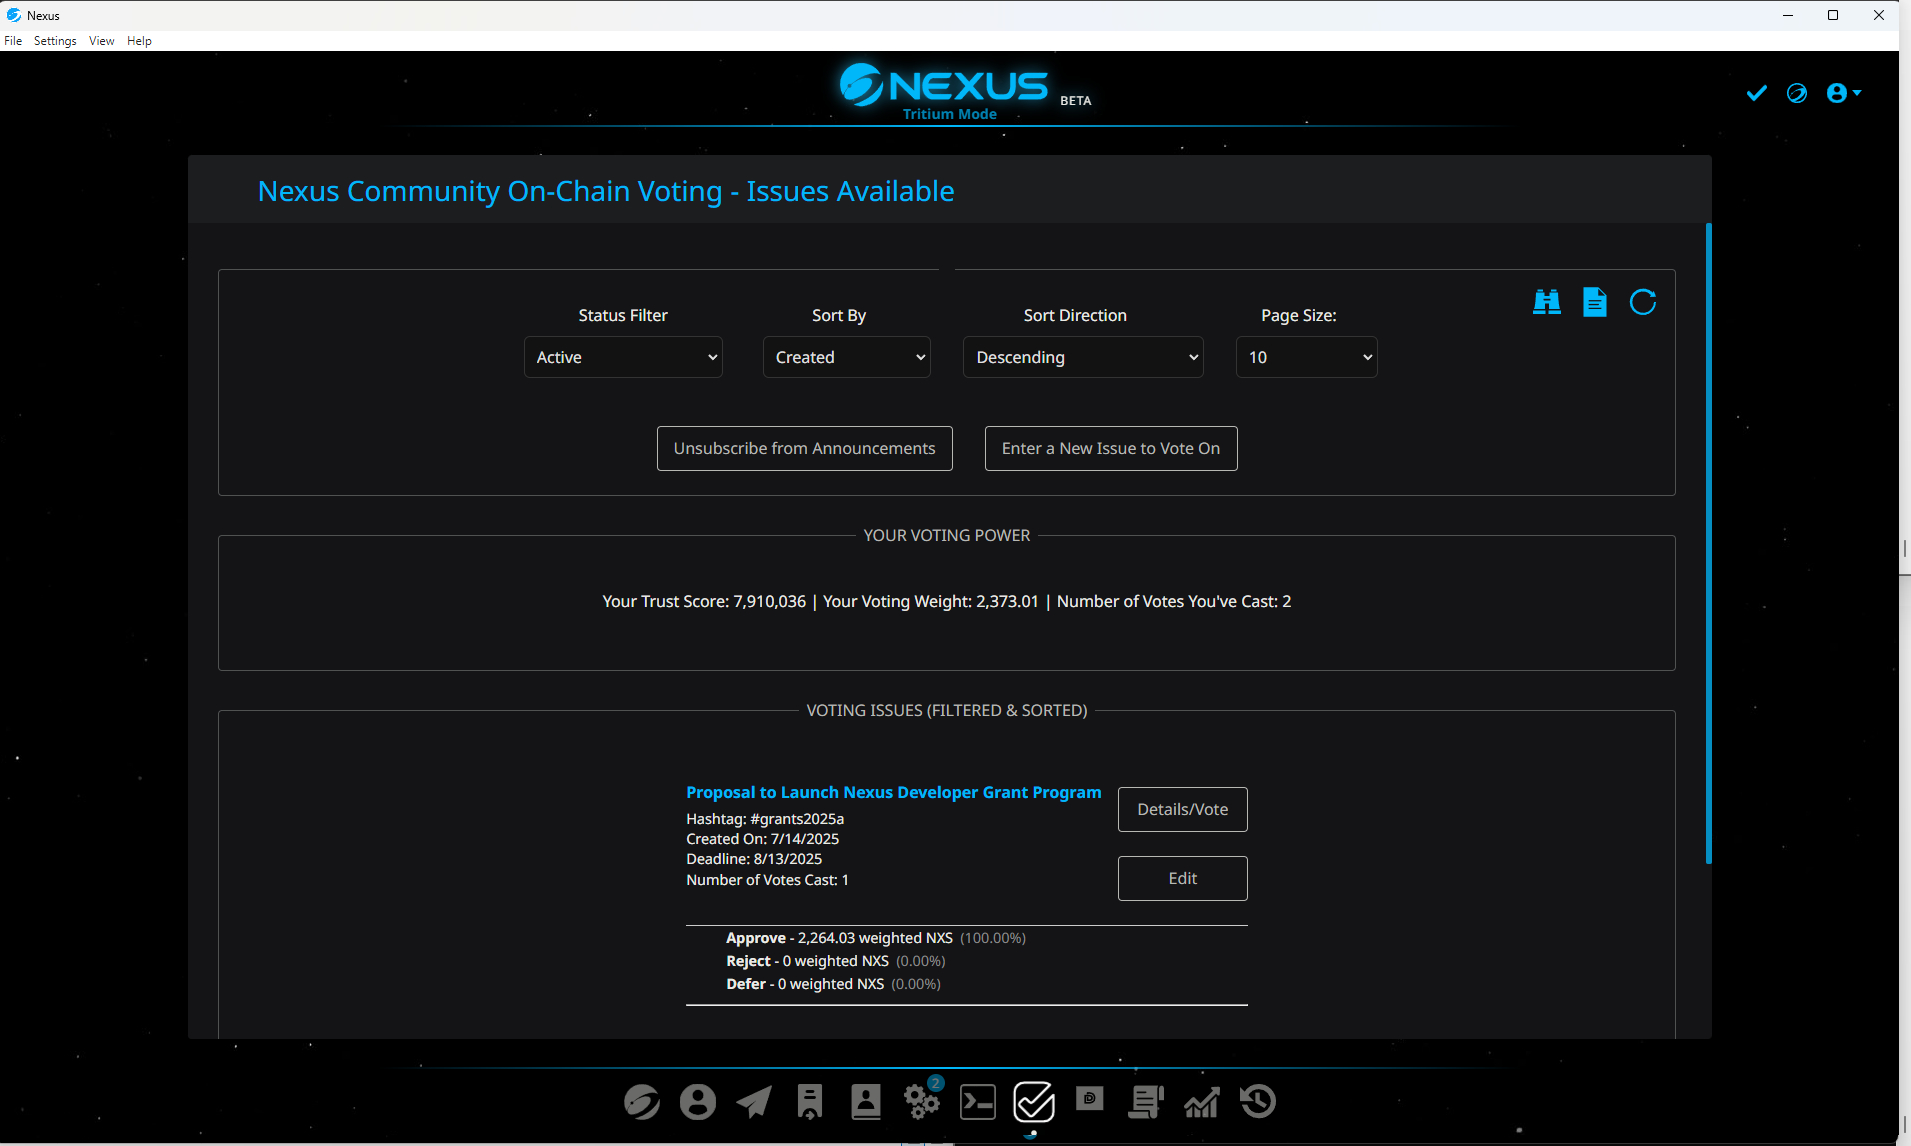 Nexus
File Settings View Help
NEXUS BETA
Tritium Mode
Nexus Community On-Chain Voting - Issues Available
Status Filter Sort By Sort Direction Page Size:
Active Created Descending 10
Unsubscribe from Announcements Enter a New Issue to Vote On
YOUR VOTING POWER
Your Trust Score: 7,910,036 | Your Voting Weight: 2,373.01 | Number of Votes You've Cast: 2
VOTING ISSUES (FILTERED & SORTED)
Proposal to Launch Nexus Developer Grant Program
Details/Vote
Hashtag: #grants2025a
Created On: 7/14/2025
Deadline: 8/13/2025
Number of Votes Cast: 1
Edit
Approve - 2,264.03 weighted NXS (100.00%)
Reject - 0 weighted NXS (0.00%)
Defer - 0 weighted NXS (0.00%)
2
D